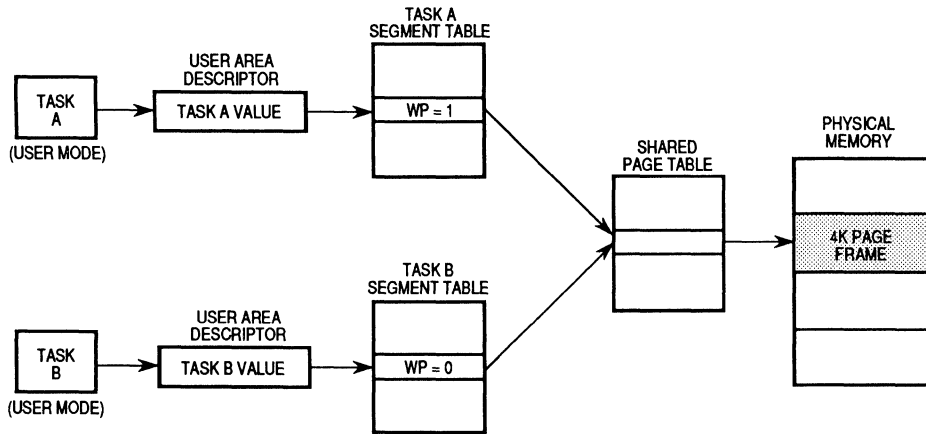 TASK A
SEGMENT TABLE
USER AREA
DESCRIPTOR
TASK
A
(USER MODE)
TASK A VALUE
WP = 1
SHARED
PAGE TABLE
PHYSICAL
MEMORY
4K PAGE
FRAME
TASK B
SEGMENT TABLE
USER AREA
DESCRIPTOR
TASK
B
(USER MODE)
TASK B VALUE
WP = 0